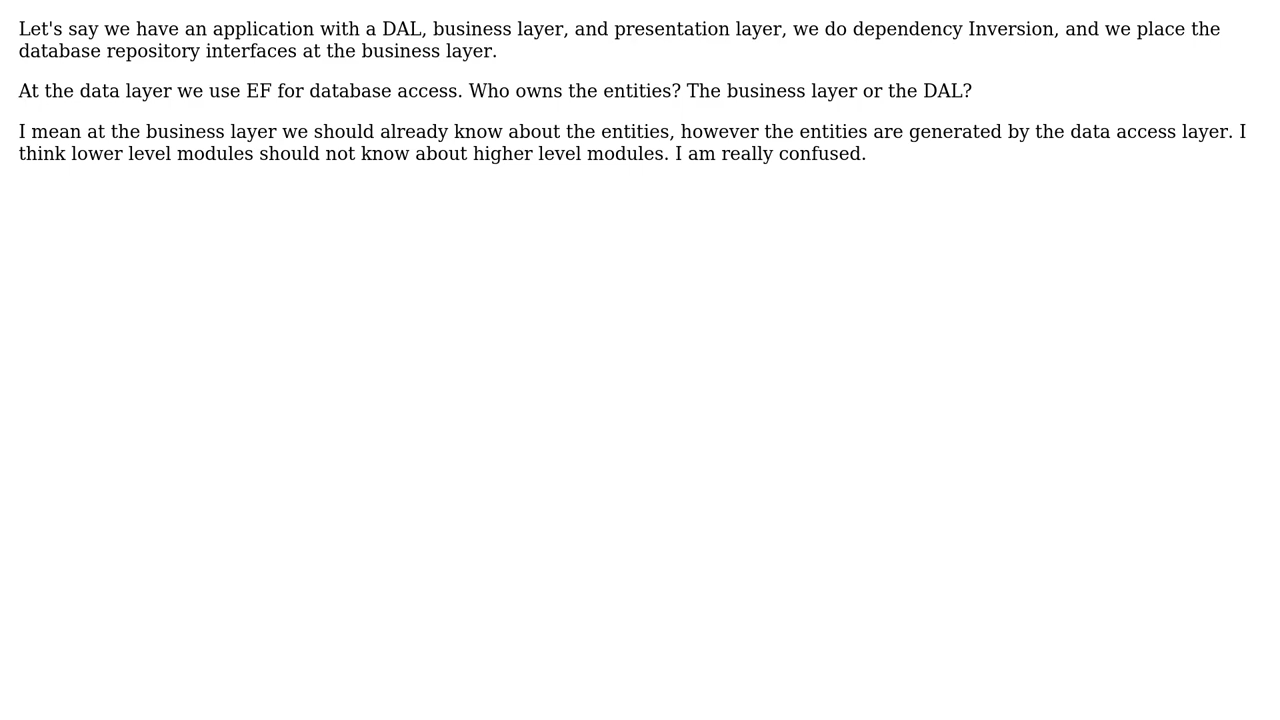 Let's say we have an application with a DAL, business layer, and presentation layer, we do dependency Inversion, and we place the
database repository interfaces at the business layer.
At the data layer we use EF for database access. Who owns the entities? The business layer or the DAL?
I mean at the business layer we should already know about the entities, however the entities are generated by the data access layer. I
think lower level modules should not know about higher level modules. I am really confused.